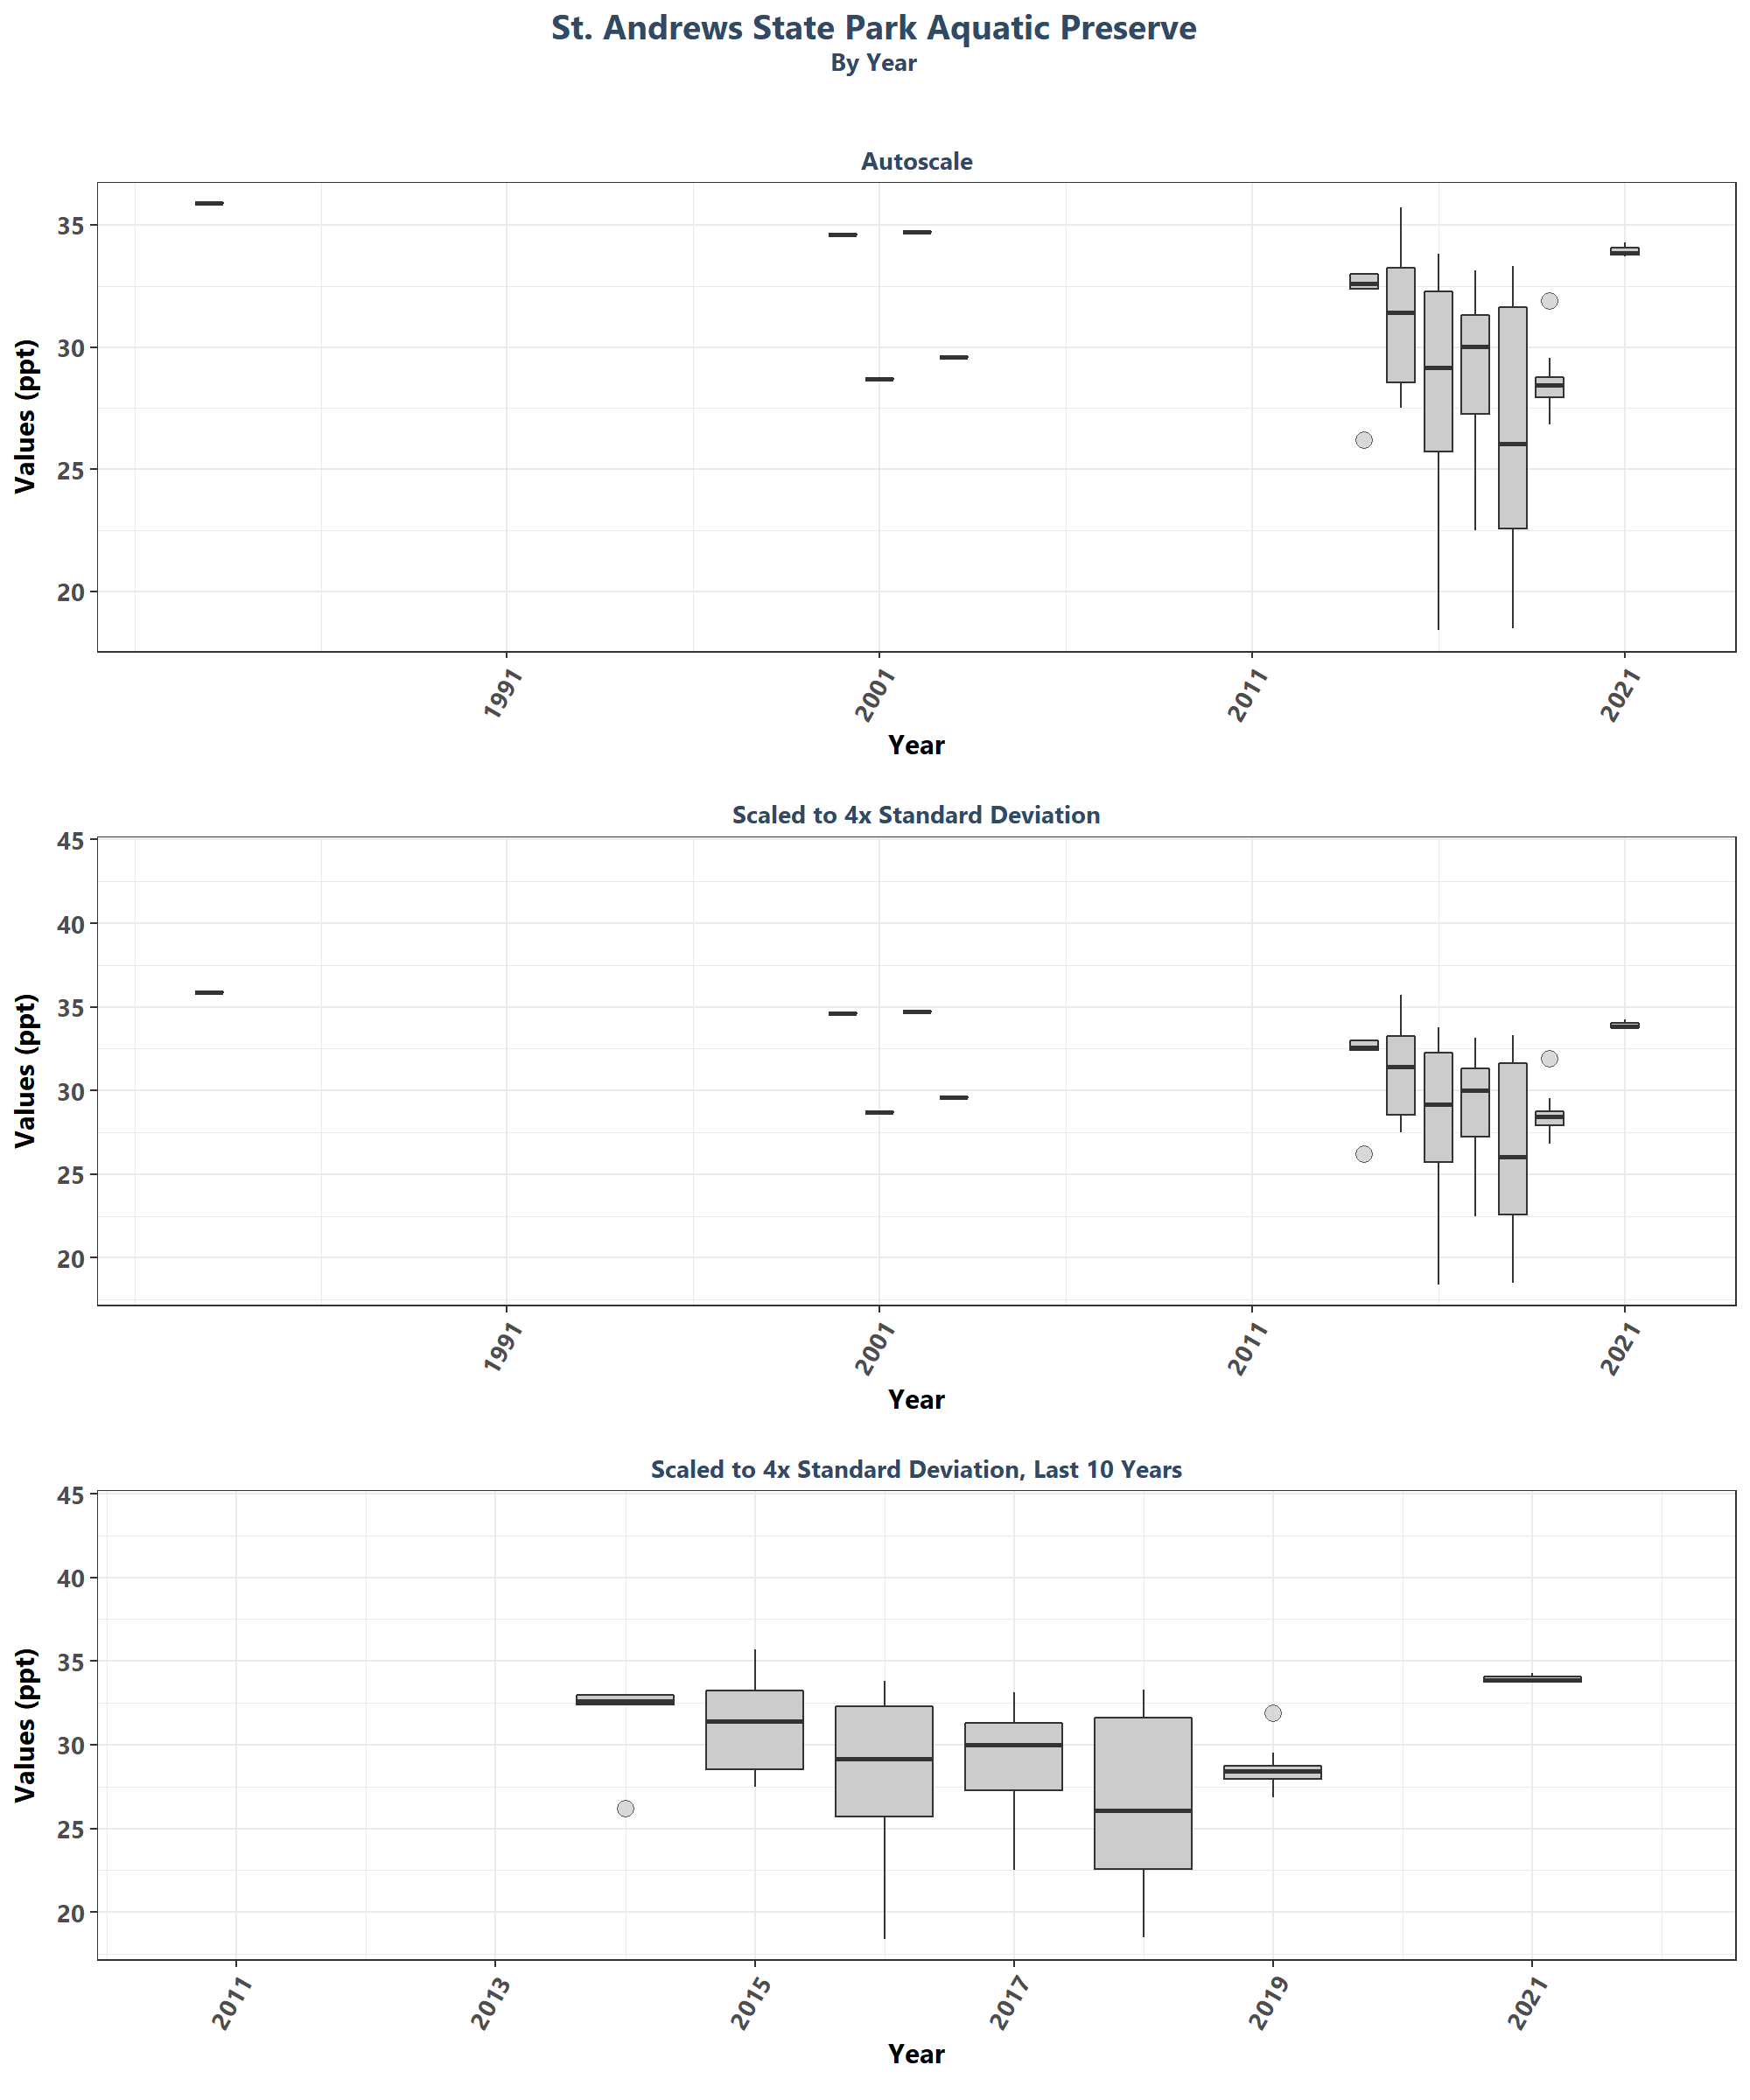 St. Andrews State Park Aquatic Preserve
By Year
Autoscale
Values (ppt)
35
30
25
20
1991
2001
2011
2021
Year
Scaled to 4x Standard Deviation
Values (ppt)
45
40
35
30
25
20
1991
2001
2011
2021
Year
Scaled to 4x Standard Deviation, Last 10 Years
Values (ppt)
45
40
35
30
25
20
2011
2013
2015
2017
2019
2021
Year